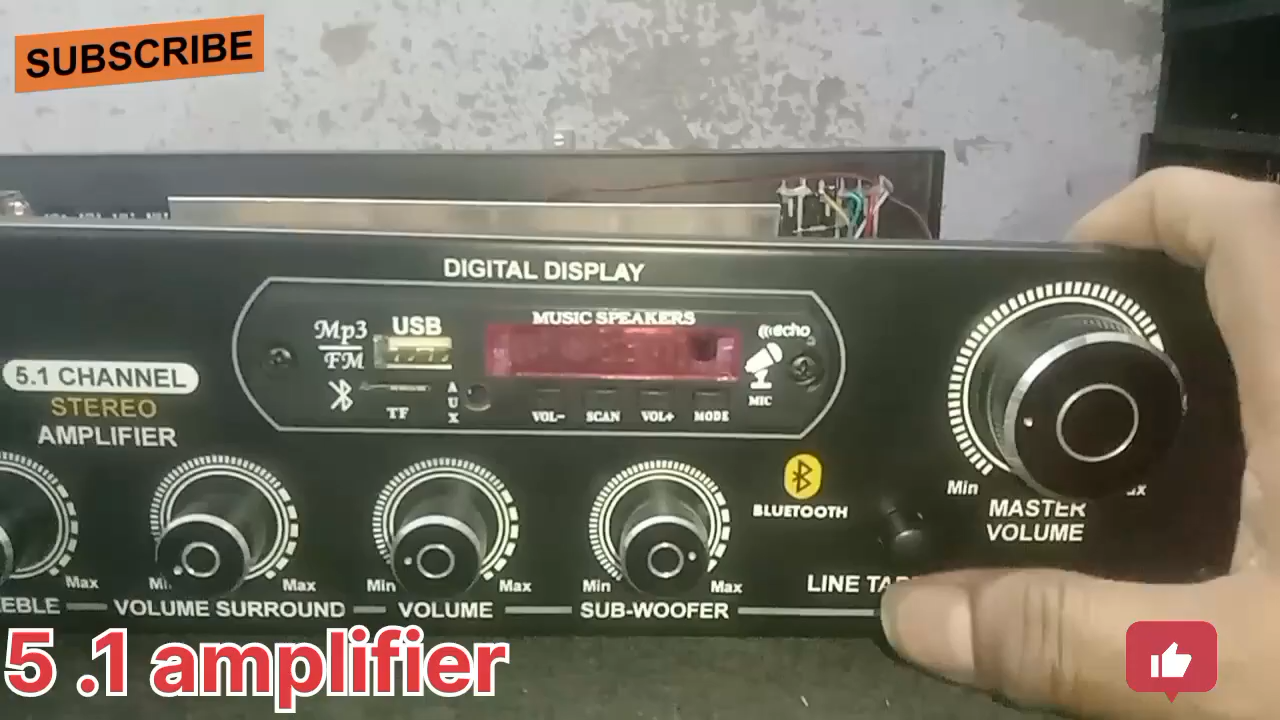 SUBSCRIBE
DIGITAL DISPLAY
Mp3
FM
USB
MUSIC SPEAKERS
echo
TF
AUX
VOL-
SCAN
VOL+
MODE
MIC
5.1 CHANNEL
STEREO
AMPLIFIER
BLUETOOTH
Min
MASTER
VOLUME
Max
Min
Max
Min
Max
Min
Max
LINE
VOLUME SURROUND
VOLUME
SUB-WOOFER
5 .1 amplifier